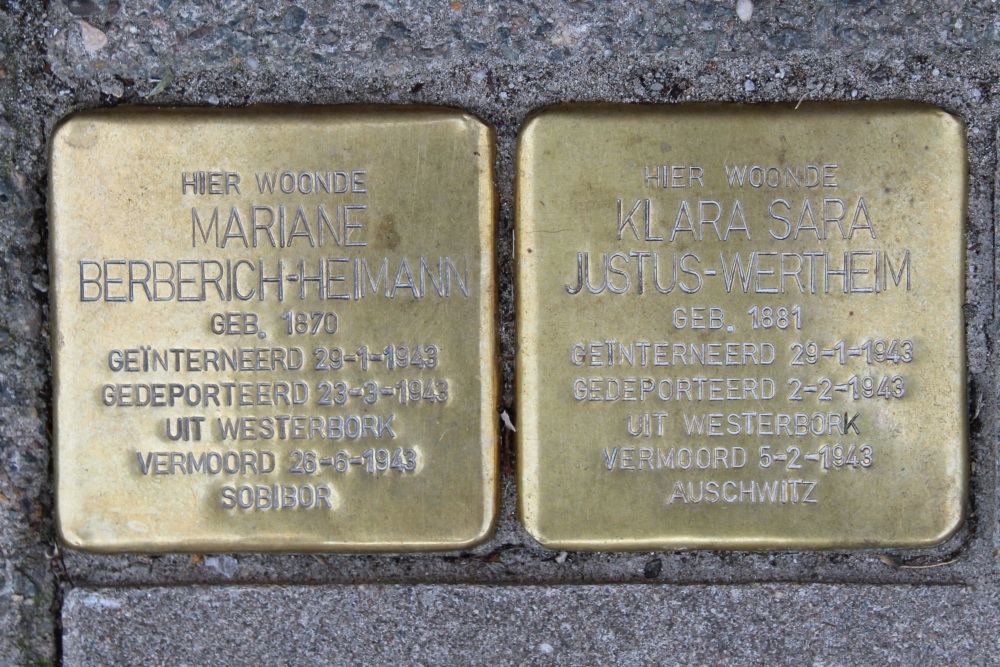 HIER WOONDE
MARIANE
BERBERICH-HEIMANN
GEB. 1870
GEÏNTERNEERD 29-1-1943
GEDEPORTEERD 23-3-1943
UIT WESTERBORK
VERMOORD 26-6-1943
SOBIBOR
HIER WOONDE
KLARA SARA
JUSTUS-WERTHEIM
GEB. 1881
GEÏNTERNEERD 29-1-1943
GEDEPORTEERD 2-2-1943
UIT WESTERBORK
VERMOORD 5-2-1943
AUSCHWITZ